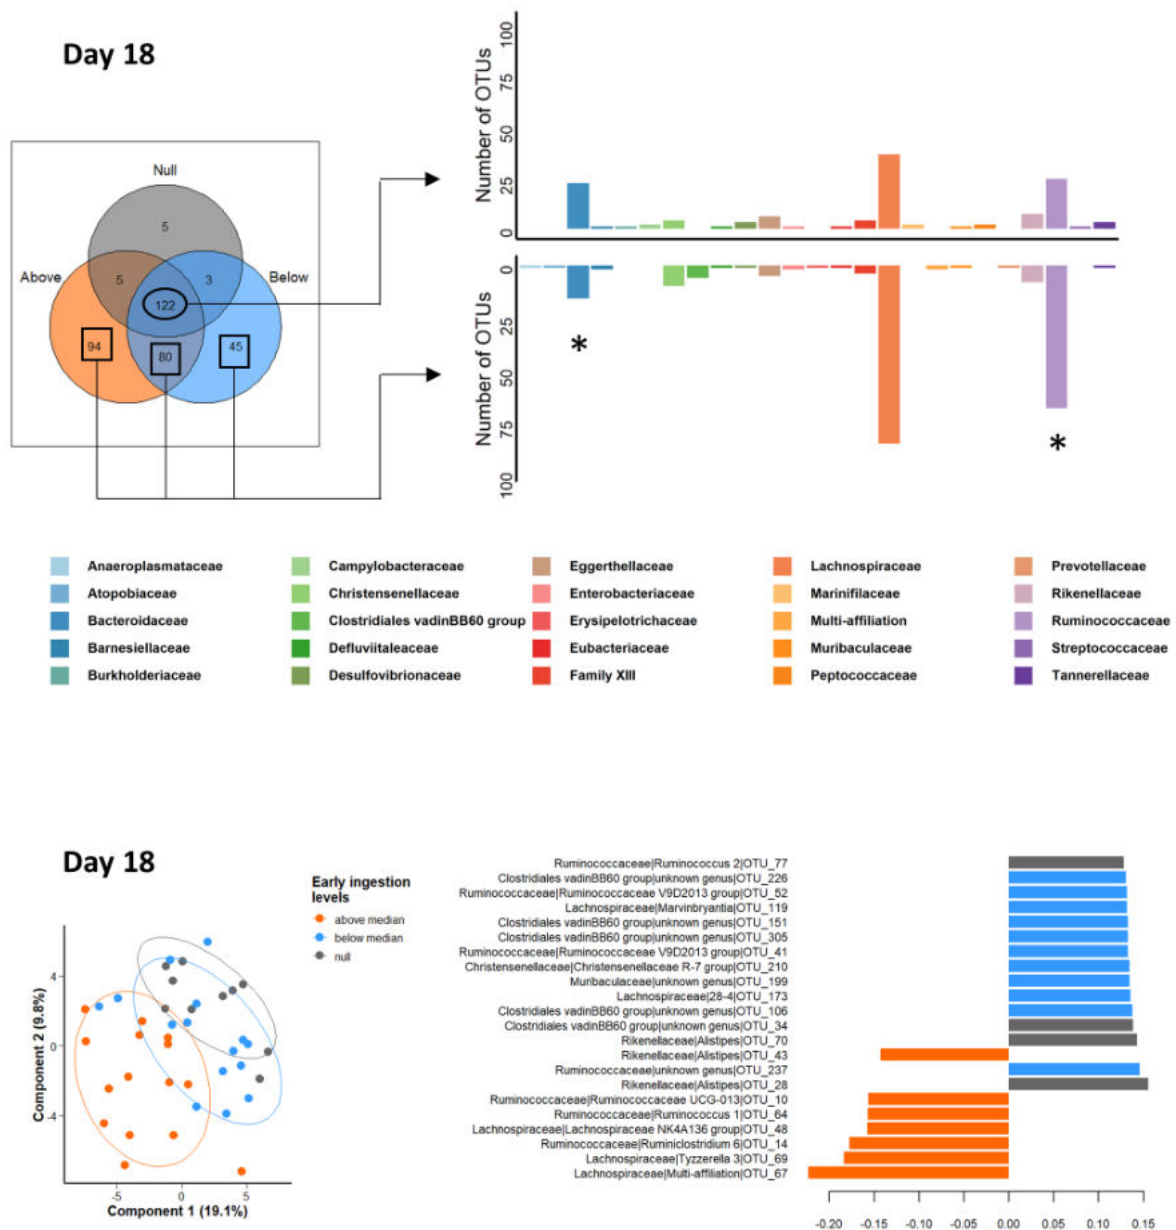 Day 18
Null
5
Above
Below
5
3
122
94
80
45
Number of OTUs
100
75
50
25
0
Number of OTUs
0
25
50
75
100
*
*
Anaeroplasmataceae
Atopobiaceae
Bacteroidaceae
Barnesiellaceae
Burkholderiaceae
Campylobacteraceae
Christensenellaceae
Clostridiales vadinBB60 group
Defluviitaleaceae
Desulfovibrionaceae
Eggerthellaceae
Enterobacteriaceae
Erysipelotrichaceae
Eubacteriaceae
Family XIII
Lachnospiraceae
Marinifilaceae
Multi-affiliation
Muribaculaceae
Peptococcaceae
Prevotellaceae
Rikenellaceae
Ruminococcaceae
Streptococcaceae
Tannerellaceae
Day 18
Early ingestion
levels
above median
below median
null
Component 2 (9.8%)
4
0
-4
-5
0
5
Component 1 (19.1%)
Ruminococcaceae|Ruminococcus 2|OTU_77
Clostridiales vadinBB60 group|unknown genus|OTU_226
Ruminococcaceae|Ruminococcaceae V9D2013 group|OTU_52
Lachnospiraceae|Marvinbryantia|OTU_119
Clostridiales vadinBB60 group|unknown genus|OTU_151
Clostridiales vadinBB60 group|unknown genus|OTU_305
Ruminococcaceae|Ruminococcaceae V9D2013 group|OTU_41
Christensenellaceae|Christensenellaceae R-7 group|OTU_210
Muribaculaceae|unknown genus|OTU_199
Lachnospiraceae|28-4|OTU_173
Clostridiales vadinBB60 group|unknown genus|OTU_106
Clostridiales vadinBB60 group|unknown genus|OTU_34
Rikenellaceae|Alistipes|OTU_70
Rikenellaceae|Alistipes|OTU_43
Ruminococcaceae|unknown genus|OTU_237
Rikenellaceae|Alistipes|OTU_28
Ruminococcaceae|Ruminococcaceae UCG-013|OTU_10
Ruminococcaceae|Ruminococcus 1|OTU_64
Lachnospiraceae|Lachnospiraceae NK4A136 group|OTU_48
Ruminococcaceae|Ruminiclostridium 6|OTU_14
Lachnospiraceae|Tyzzerella 3|OTU_69
Lachnospiraceae|Multi-affiliation|OTU_67
-0.20
-0.15
-0.10
-0.05
0.00
0.05
0.10
0.15